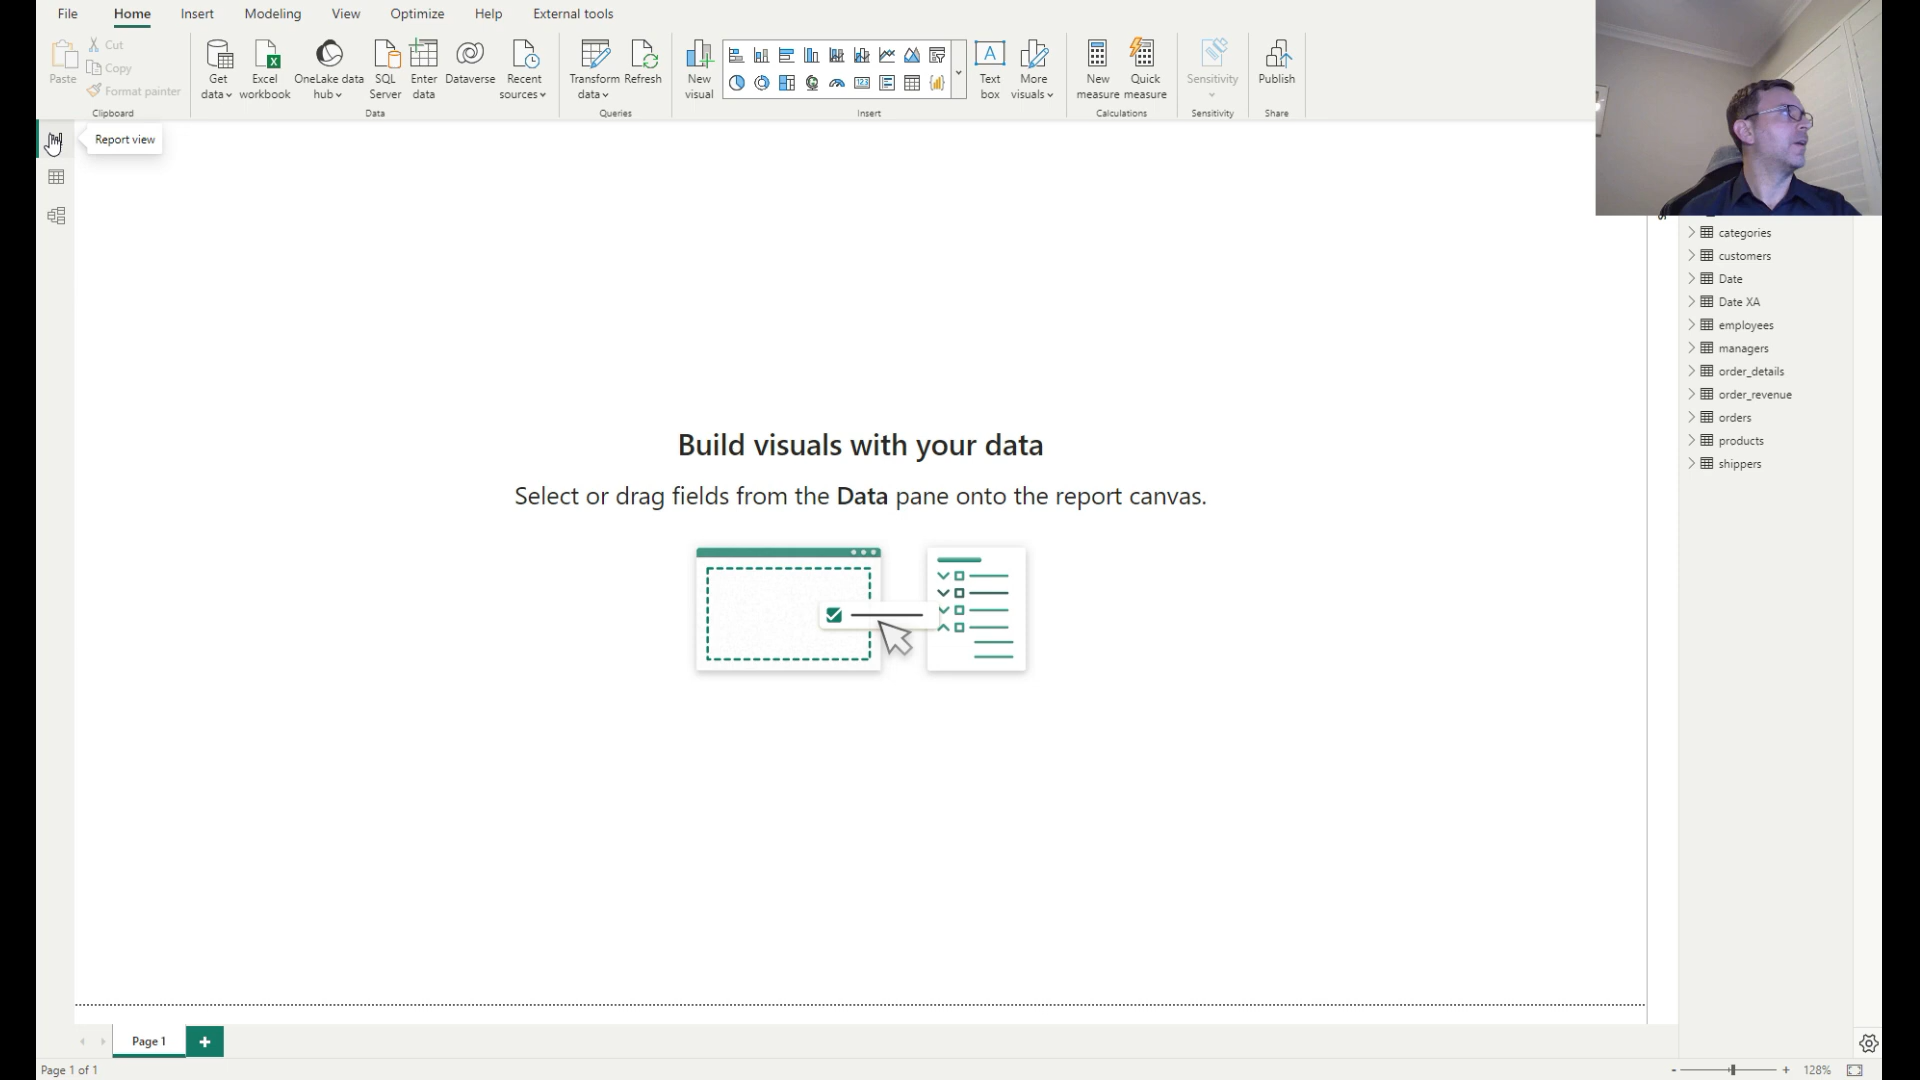 File Home Insert Modeling View Optimize Help External tools
Paste
Cut
Copy
Format painter
Clipboard
Get data
Excel workbook
OneLake data hub
SQL Server
Enter data
Dataverse
Recent sources
Data
Transform data
Refresh
Queries
New visual
Text box
More visuals
Insert
New measure
Quick measure
Calculations
Sensitivity
Sensitivity
Publish
Share
Report view
categories
customers
Date
Date XA
employees
managers
order_details
order_revenue
orders
products
shippers
Build visuals with your data
Select or drag fields from the Data pane onto the report canvas.
Page 1
Page 1 of 1
128%